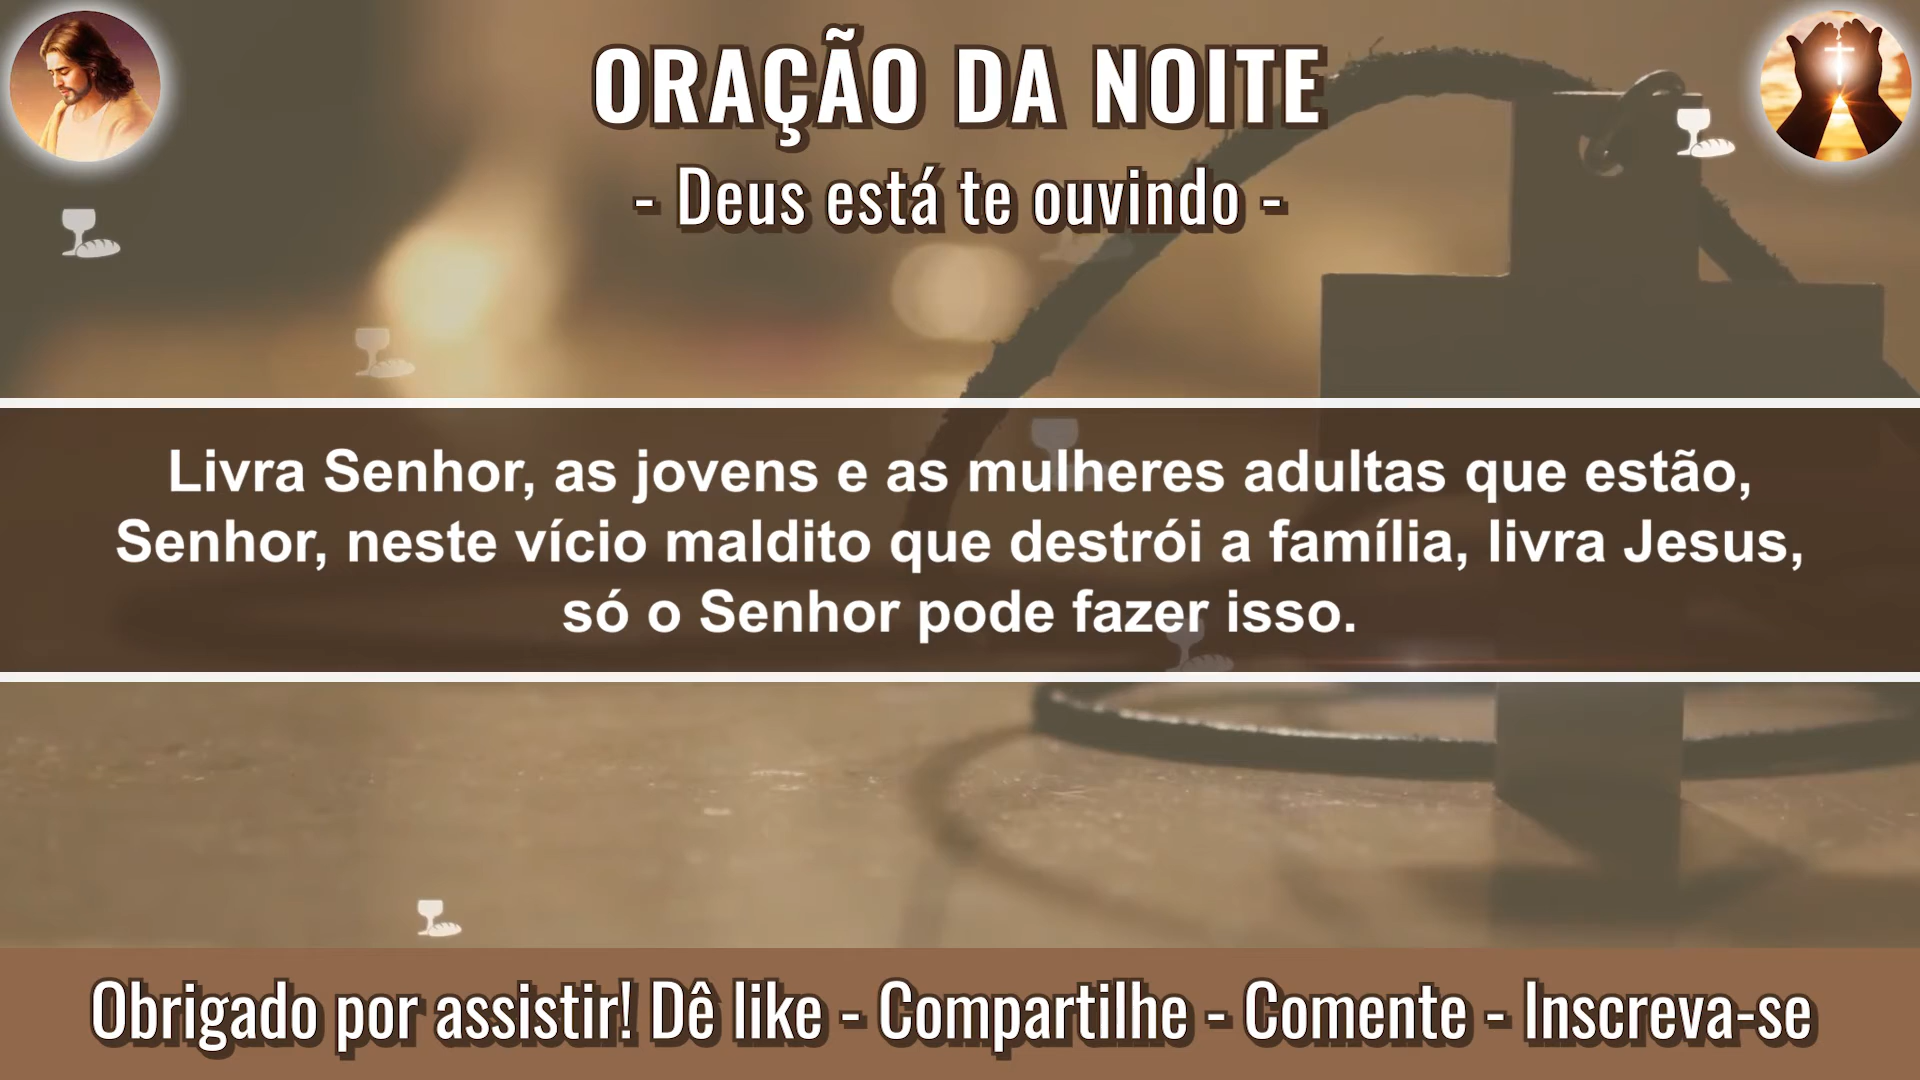 ORAÇÃO DA NOITE
- Deus está te ouvindo -
Livra Senhor, as jovens e as mulheres adultas que estão,
Senhor, neste vício maldito que destrói a família, livra Jesus,
só o Senhor pode fazer isso.
Obrigado por assistir! Dê like - Compartilhe - Comente - Inscreva-se